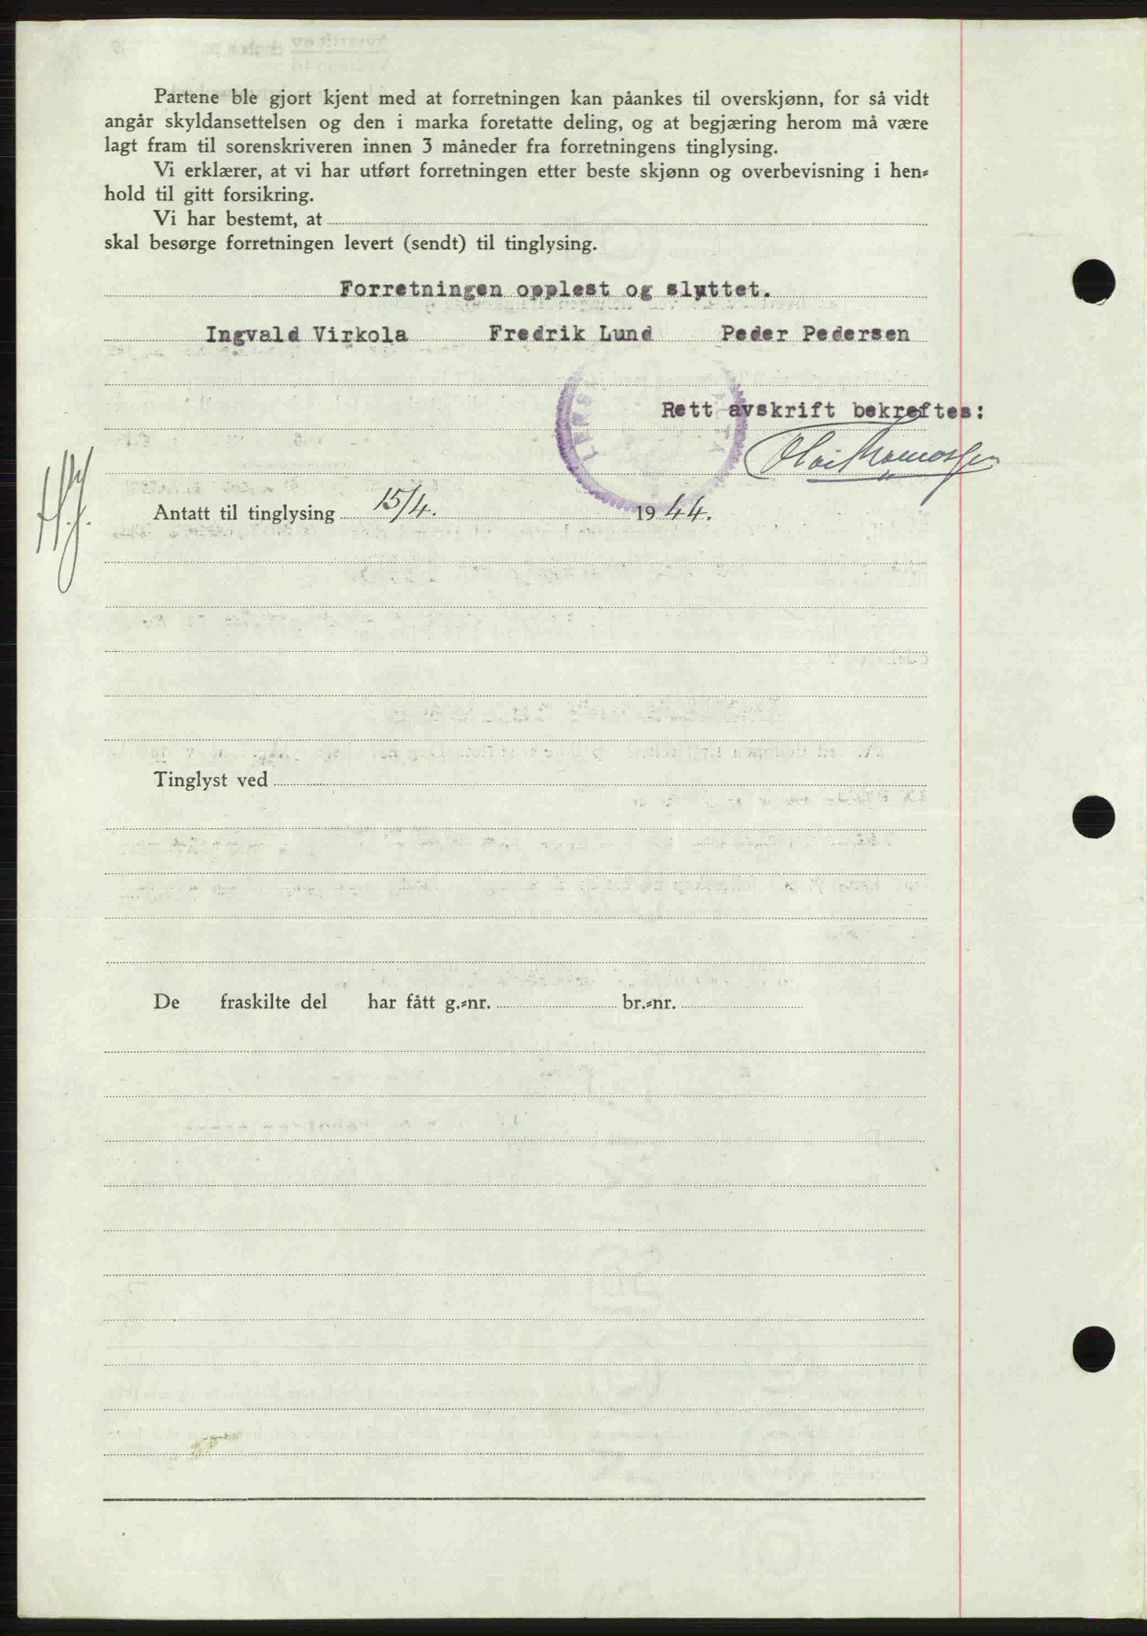 Partene ble gjort kjent med at forretningen kan påankes til overskjønn, for så vidt
angår skyldansettelsen og den i marka foretatte deling, og at begjæring herom må være
lagt fram til sorenskriveren innen 3 måneder fra forretningens tinglysing.
Vi erklærer, at vi har utført forretningen etter beste skjønn og overbevisning i hen-
hold til gitt forsikring.
Vi har bestemt, at
skal besørge forretningen levert (sendt) til tinglysing.
Forretningen opplest og sluttet.
Ingvald Virkola Fredrik Lund Peder Pedersen
Rett avskrift bekreftes:
Antatt til tinglysing 15/4. 1944.
Tinglyst ved
De fraskilte del har fått g.-nr. br.-nr.